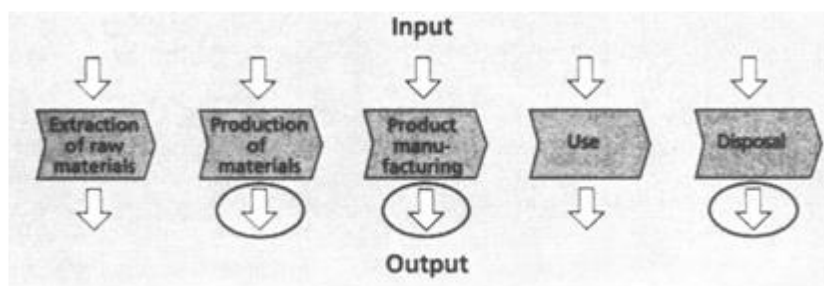 Input
Extraction
of raw
materials
Production
of
materials
Product
manu-
facturing
Use
Disposal
Output